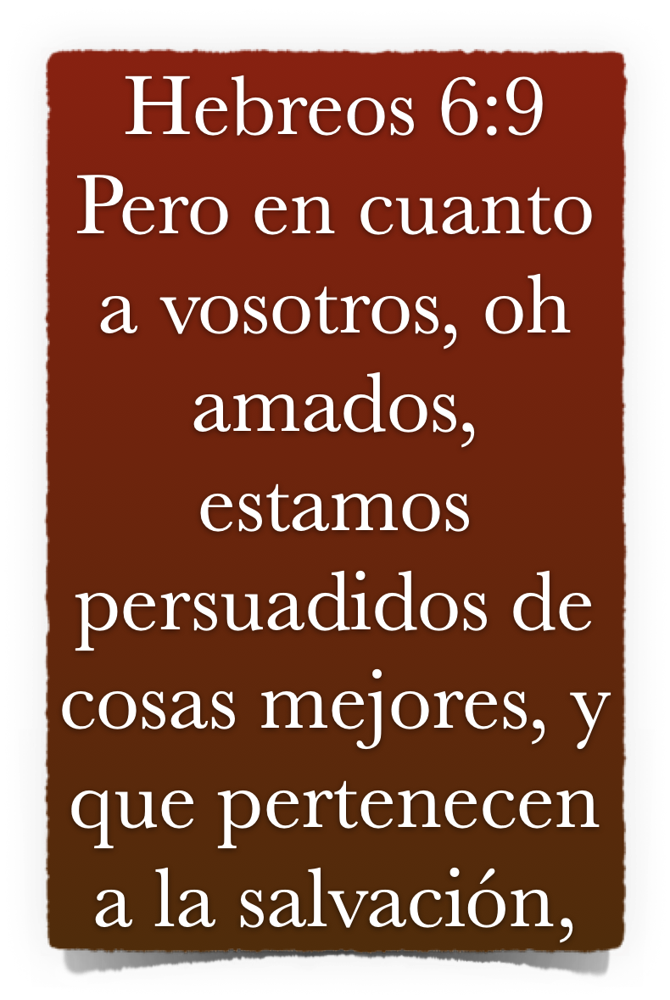 Hebreos 6:9
Pero en cuanto
a vosotros, oh
amados,
estamos
persuadidos de
cosas mejores, y
que pertenecen
a la salvación,